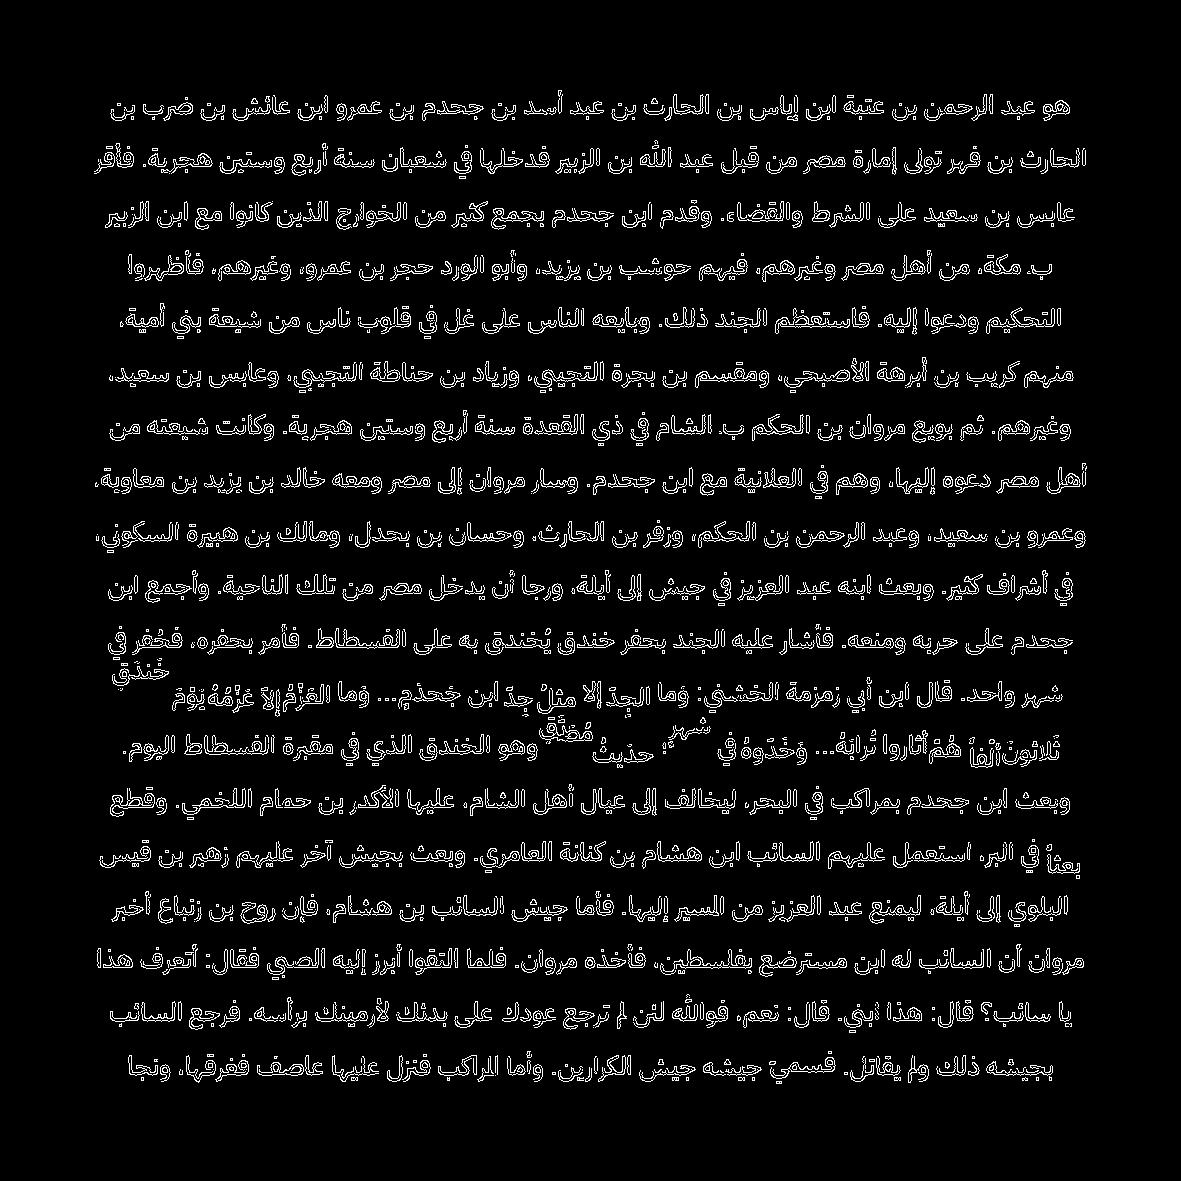 هو عبد الرحمن بن عتبة ابن إياس بن الحارث بن عبد أسد بن جحدم بن عمرو ابن عائش بن ضرب بن
الحارث بن فهر تولى إمارة مصر من قبل عبد الله بن الزبير فدخلها في شعبان سنة أربع وستين هجرية. فأقر
عابس بن سعيد على الشرط والقضاء. وقدم ابن جحدم بجمع كثير من الخوارج الذين كانوا مع ابن الزبير
ب. مكة، من أهل مصر وغيرهم، فيهم حوشب بن يزيد، وأبو الورد حجر بن عمرو، وغيرهم، فأظهروا
التحكيم ودعوا إليه. فاستعظم الجند ذلك. وبايعه الناس على غل في قلوب ناس من شيعة بني أمية،
منهم كريب بن أبرهة الأصبحي، ومقسم بن بجرة التجيبي، وزياد بن حناطة التجيبي، وعابس بن سعيد،
وغيرهم. ثم بويع مروان بن الحكم ب. الشام في ذي القعدة سنة أربع وستين هجرية. وكانت شيعته من
أهل مصر دعوه إليها، وهم في العلانية مع ابن جحدم. وسار مروان إلى مصر ومعه خالد بن يزيد بن معاوية،
وعمرو بن سعيد، وعبد الرحمن بن الحكم، وزفر بن الحارث. وحسان بن بحدل، ومالك بن هبيرة السكوني،
في أشراف كثير. وبعث ابنه عبد العزيز في جيش إلى أيلة، ورجا أن يدخل مصر من تلك الناحية. وأجمع ابن
جحدم على حربه ومنعه. فأشار عليه الجند بحفر خندق يُخندق به على الفسطاط. فأمر بحفره، فحُفر في
شهر واحد. قال ابن أبي زمزمة الخشني: وَما الجِدّ إلا مثلُ جِدّ ابن جَحذمٍ... وَما العَزْمُ إلاَّ عَزمُهُ يَوْمَ خَندَقِ
ثَلاثونَ ألْفاً هُمْ أثاروا تُرابَهُ... وَخَدّوهُ في شهرٍ؛ حدَيثُ مُصَدَّقِ وهو الخندق الذي في مقبرة الفسطاط اليوم.
وبعث ابن جحدم بمراكب في البحر، ليخالف إلى عيال أهل الشام، عليها الأكدر بن حمام اللخمي. وقطع
بعثاً في البر، استعمل عليهم السائب ابن هشام بن كنانة العامري. وبعث بجيش آخر عليهم زهير بن قيس
البلوي إلى أيلة، ليمنع عبد العزيز من المسير إليها. فأما جيش السائب بن هشام، فإن روح بن زنباع أخبر
مروان أن السائب له ابن مسترضع بفلسطين، فأخذه مروان. فلما التقوا أبرز إليه الصبي فقال: أتعرف هذا
يا سائب؟ قال: هذا ابني. قال: نعم، فوالله لئن لم ترجع عودك على بدئك لأرمينك برأسه. فرجع السائب
بجيشه ذلك ولم يقاتل. فسميَ جيشه جيش الكرارين. وأما المراكب فنزل عليها عاصف ففرقها، ونجا